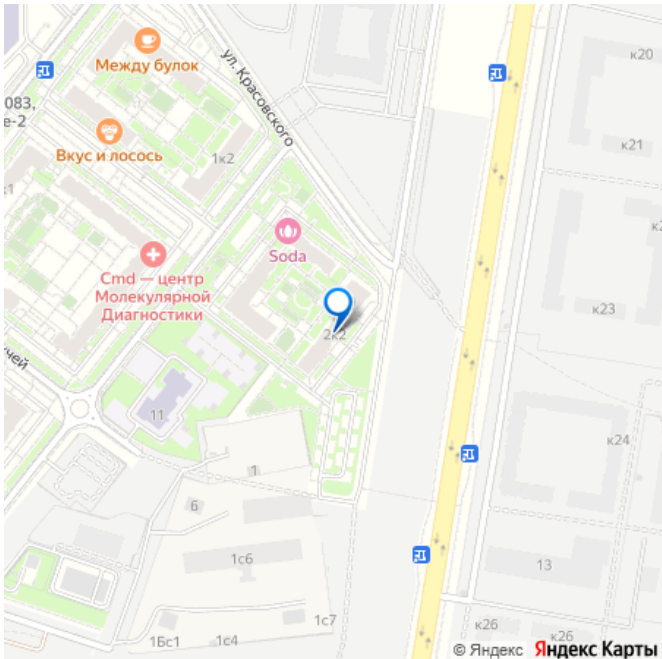 к20
Между булок
ул. Красовского
083,
е-2
Вкус и лосось
1к2
к21
к1
Soda
Cmd — центр
Молекулярной
Диагностики
2к2
к23
учей
11
к24
1
6
1с6
13
1Бс1
1с4
1с7
к26
к26
© Яндекс Яндекс Карты